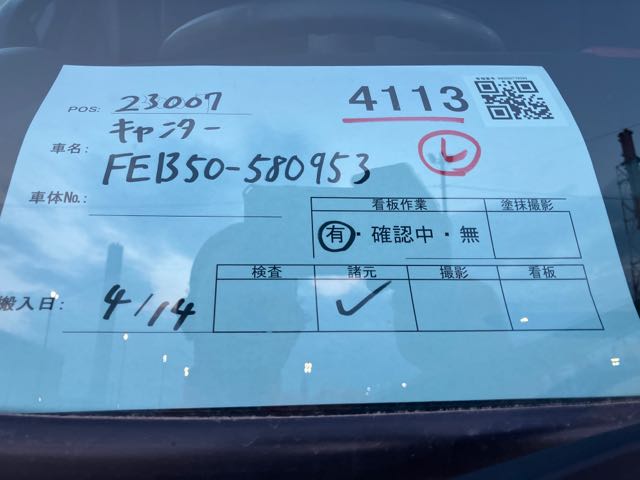 POS: 23007
4113
車名: キャンター
し
車体No.: FEB50-580953
看板作業 塗抹撮影
有・確認中・無
検査 諸元 撮影 看板
搬入日: 4/14